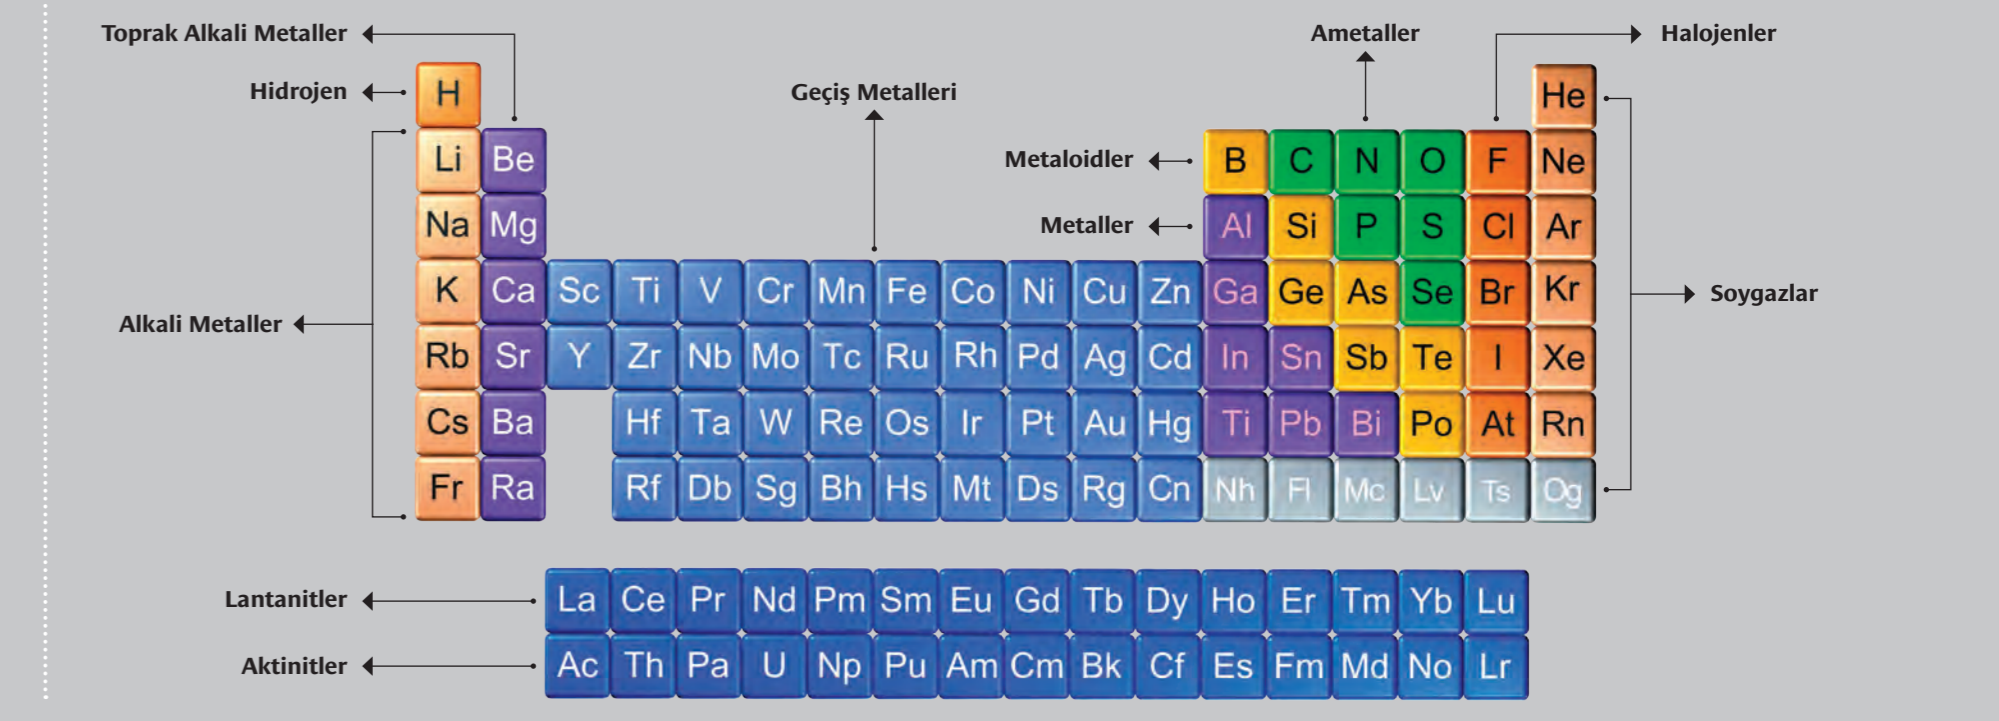 Toprak Alkali Metaller
Ametaller
Halojenler
Hidrojen
Geçiş Metalleri
H
He
Metaloidler
Li Be B C N O F Ne
Metaller
Na Mg Al Si P S Cl Ar
K Ca Sc Ti V Cr Mn Fe Co Ni Cu Zn Ga Ge As Se Br Kr
Soygazlar
Alkali Metaller
Rb Sr Y Zr Nb Mo Tc Ru Rh Pd Ag Cd In Sn Sb Te I Xe
Cs Ba Hf Ta W Re Os Ir Pt Au Hg Ti Pb Bi Po At Rn
Fr Ra Rf Db Sg Bh Hs Mt Ds Rg Cn Nh Fl Mc Lv Ts Og
Lantanitler
La Ce Pr Nd Pm Sm Eu Gd Tb Dy Ho Er Tm Yb Lu
Aktinitler
Ac Th Pa U Np Pu Am Cm Bk Cf Es Fm Md No Lr